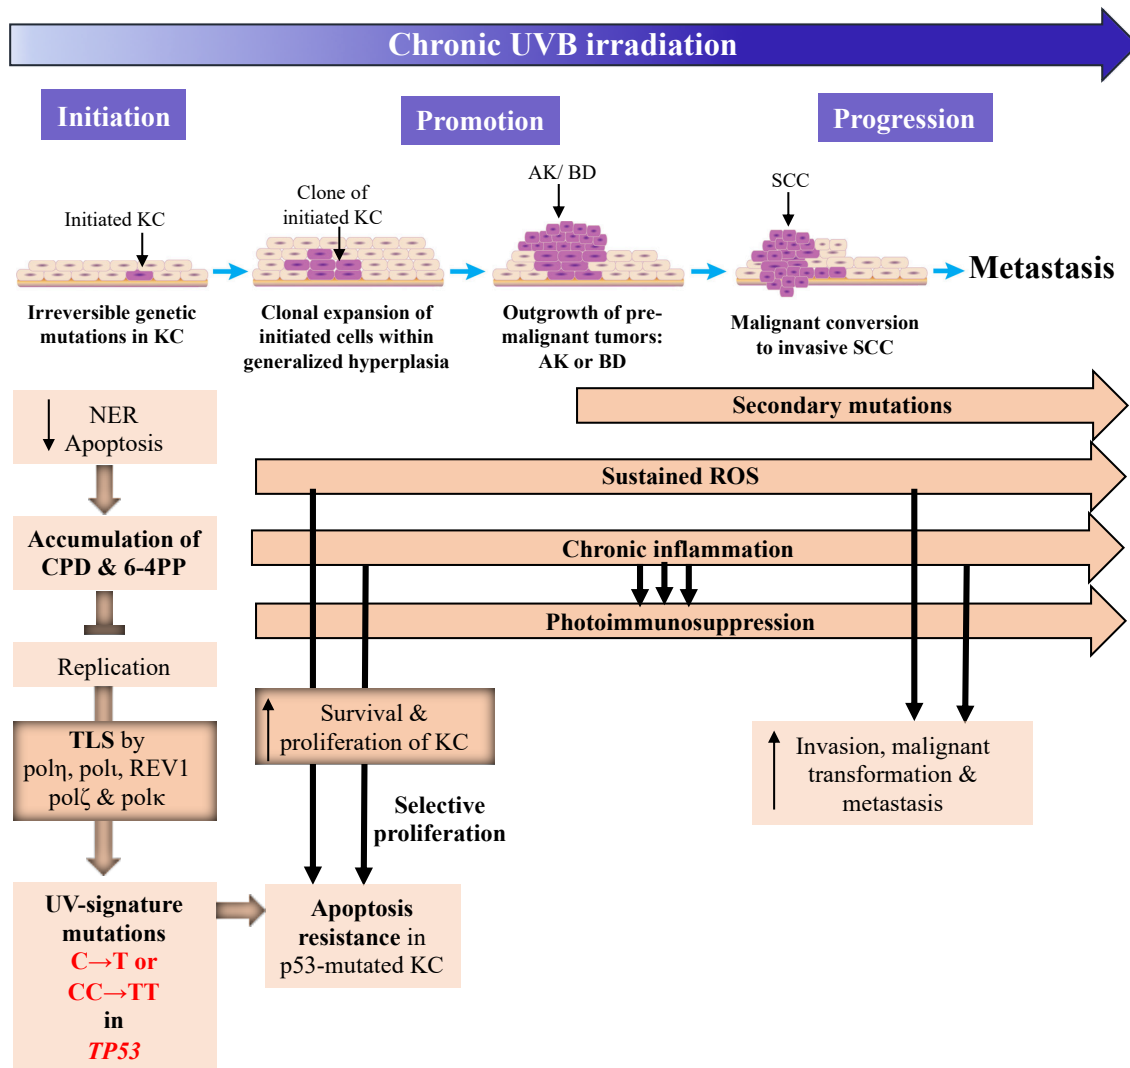 Chronic UVB irradiation
Initiation
Promotion
Progression
Initiated KC
Clone of
initiated KC
AK/ BD
SCC
Metastasis
Irreversible genetic
mutations in KC
Clonal expansion of
initiated cells within
generalized hyperplasia
Outgrowth of pre-
malignant tumors:
AK or BD
Malignant conversion
to invasive SCC
NER
Apoptosis
Accumulation of
CPD & 6-4PP
Replication
TLS by
polη, polι, REV1
polζ & polκ
UV-signature
mutations
C→T or
CC→TT
in
TP53
Secondary mutations
Sustained ROS
Chronic inflammation
Photoimmunosuppression
Survival &
proliferation of KC
Selective
proliferation
Apoptosis
resistance in
p53-mutated KC
Invasion, malignant
transformation &
metastasis